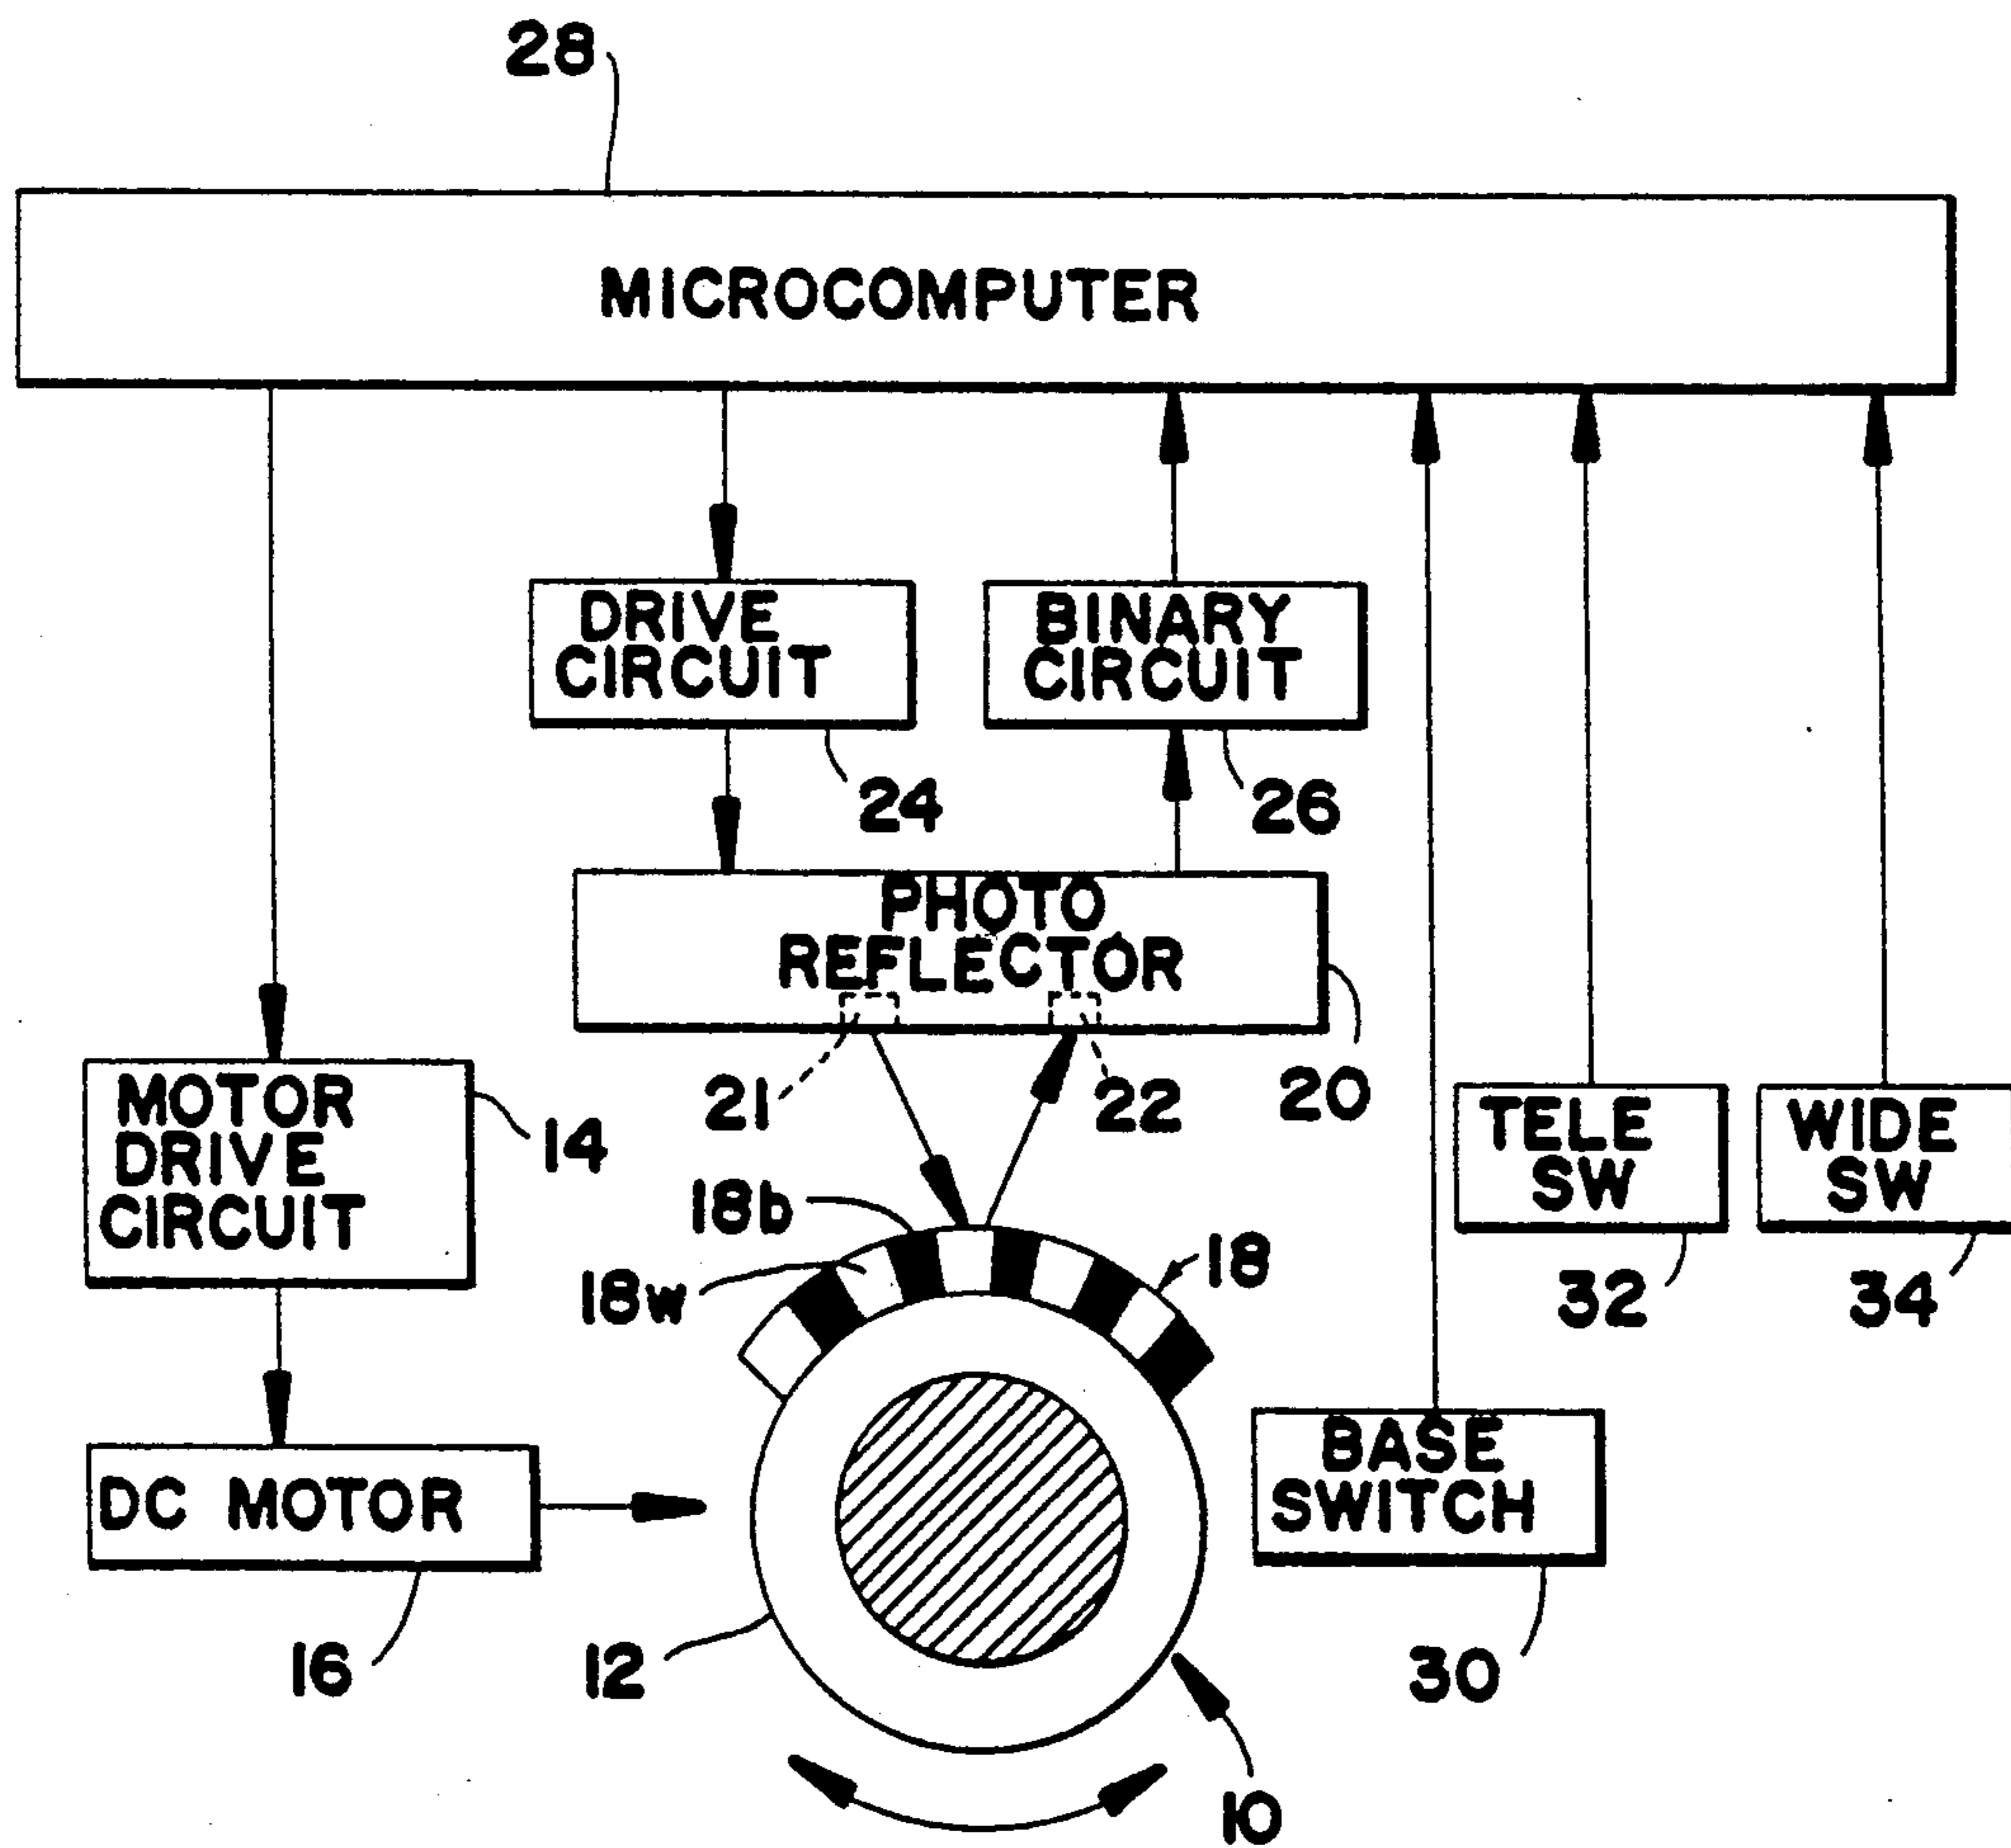 28
MICROCOMPUTER
DRIVE
CIRCUIT
BINARY
CIRCUIT
24
26
PHOTO
REFLECTOR
21
22
20
MOTOR
DRIVE
CIRCUIT
14
TELE
SW
WIDE
SW
18b
18w
18
32
34
DC MOTOR
BASE
SWITCH
16
12
30
10